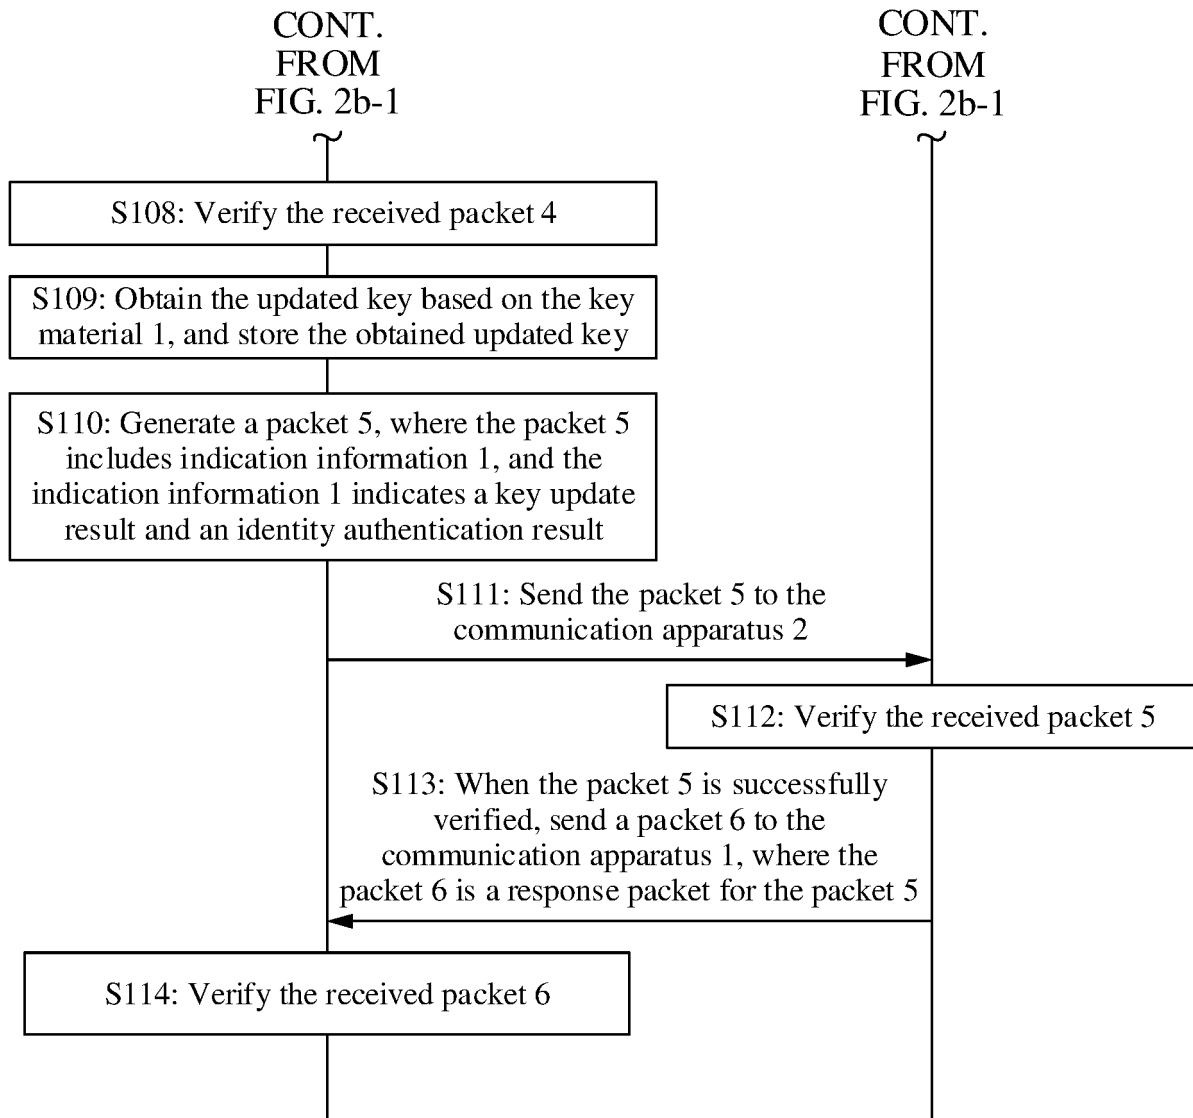 CONT.
FROM
FIG. 2b-1
CONT.
FROM
FIG. 2b-1
S108: Verify the received packet 4
S109: Obtain the updated key based on the key
material 1, and store the obtained updated key
S110: Generate a packet 5, where the packet 5
includes indication information 1, and the
indication information 1 indicates a key update
result and an identity authentication result
S111: Send the packet 5 to the
communication apparatus 2
S112: Verify the received packet 5
S113: When the packet 5 is successfully
verified, send a packet 6 to the
communication apparatus 1, where the
packet 6 is a response packet for the packet 5
S114: Verify the received packet 6